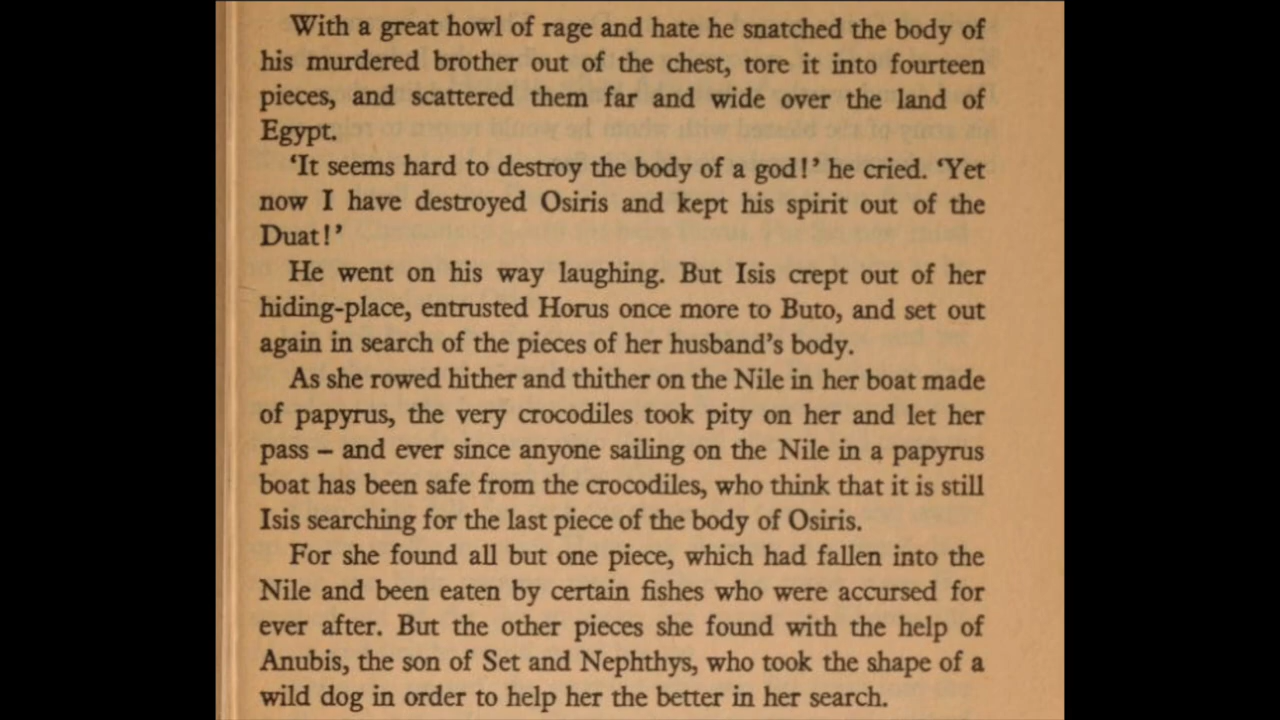 With a great howl of rage and hate he snatched the body of
his murdered brother out of the chest, tore it into fourteen
pieces, and scattered them far and wide over the land of
Egypt.
‘It seems hard to destroy the body of a god!’ he cried. ‘Yet
now I have destroyed Osiris and kept his spirit out of the
Duat!’
He went on his way laughing. But Isis crept out of her
hiding-place, entrusted Horus once more to Buto, and set out
again in search of the pieces of her husband’s body.
As she rowed hither and thither on the Nile in her boat made
of papyrus, the very crocodiles took pity on her and let her
pass – and ever since anyone sailing on the Nile in a papyrus
boat has been safe from the crocodiles, who think that it is still
Isis searching for the last piece of the body of Osiris.
For she found all but one piece, which had fallen into the
Nile and been eaten by certain fishes who were accursed for
ever after. But the other pieces she found with the help of
Anubis, the son of Set and Nephthys, who took the shape of a
wild dog in order to help her the better in her search.